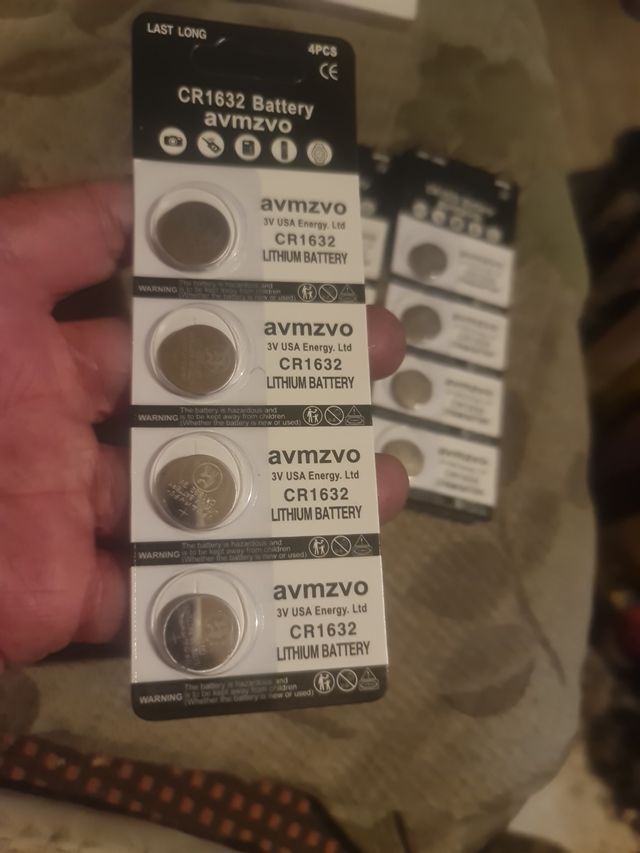 LAST LONG
4PCS
CE
CR1632 Battery
avmzvo
avmzvo
3V USA Energy. Ltd
CR1632
LITHIUM BATTERY
WARNING The battery is hazardous and
is to be kept away from children
(Whether the battery is new or used)
avmzvo
3V USA Energy. Ltd
CR1632
LITHIUM BATTERY
WARNING The battery is hazardous and
is to be kept away from children
(Whether the battery is new or used)
avmzvo
3V USA Energy. Ltd
CR1632
LITHIUM BATTERY
WARNING The battery is hazardous and
is to be kept away from children
(Whether the battery is new or used)
avmzvo
3V USA Energy. Ltd
CR1632
LITHIUM BATTERY
WARNING The battery is hazardous and
is to be kept away from children
(Whether the battery is new or used)